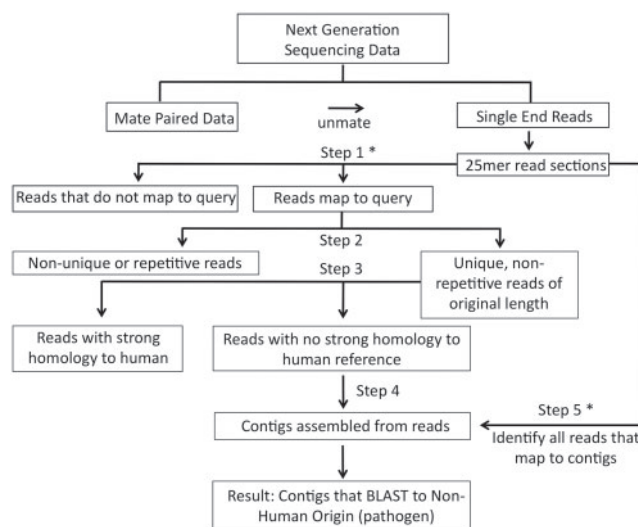 Next Generation
Sequencing Data
Mate Paired Data
unmate
Single End Reads
Step 1 *
25mer read sections
Reads that do not map to query
Reads map to query
Step 2
Non-unique or repetitive reads
Unique, non-
repetitive reads of
original length
Step 3
Reads with strong
homology to human
Reads with no strong homology to
human reference
Step 4
Contigs assembled from reads
Step 5 *
Identify all reads that
map to contigs
Result: Contigs that BLAST to Non-
Human Origin (pathogen)